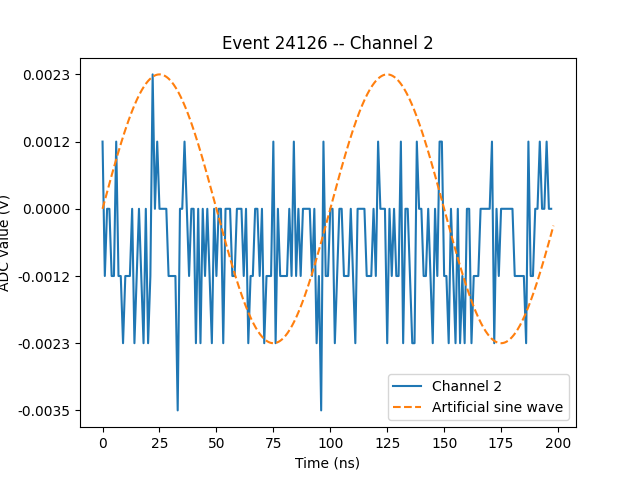 Event 24126 -- Channel 2
0.0023
0.0012
0.0000
-0.0012
-0.0023
-0.0035
ADC Value (V)
0 25 50 75 100 125 150 175 200
Time (ns)
Channel 2
Artificial sine wave